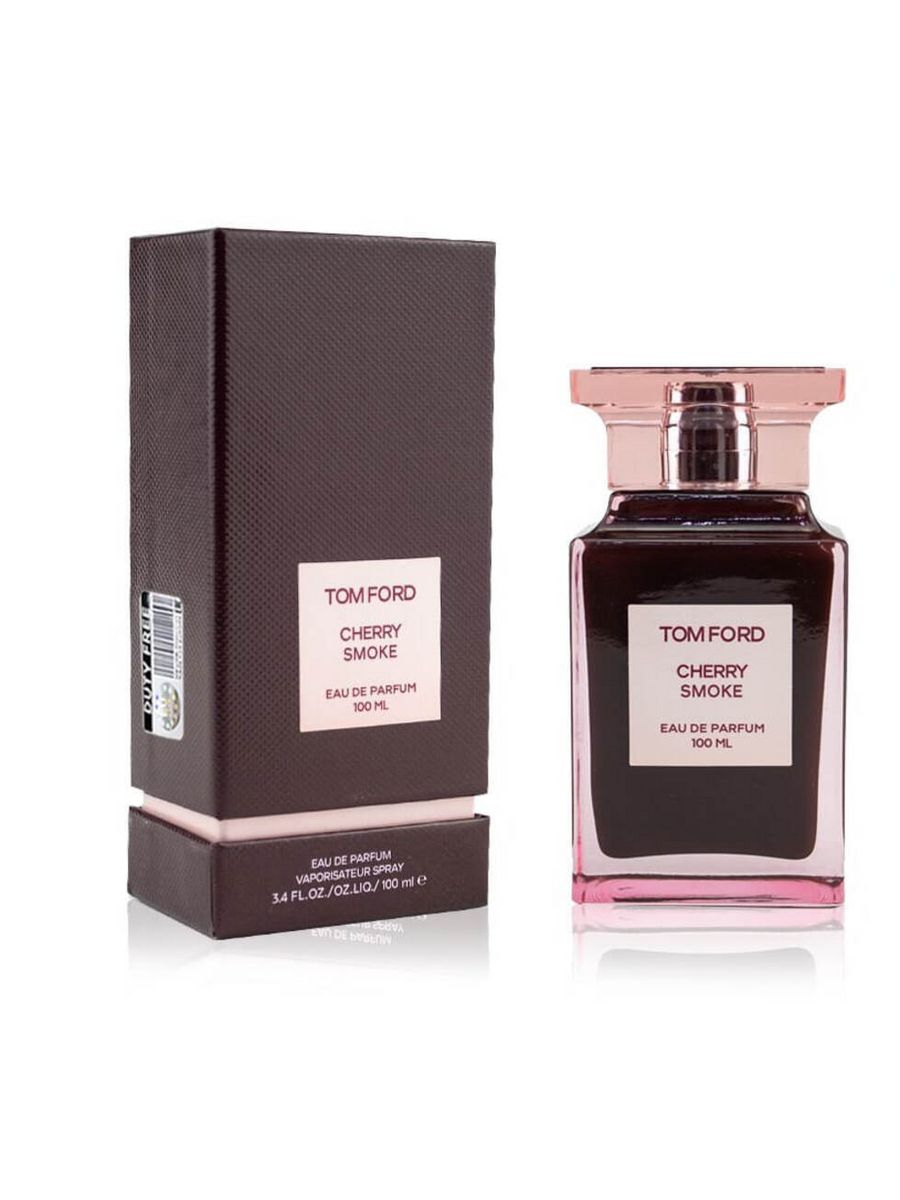 TOM FORD
CHERRY
SMOKE
EAU DE PARFUM
100 ML
DUTY FREE
EAU DE PARFUM
VAPORISATEUR SPRAY
3.4 FL.OZ./OZ.LIQ./ 100 ml ℮
TOM FORD
CHERRY
SMOKE
EAU DE PARFUM
100 ML